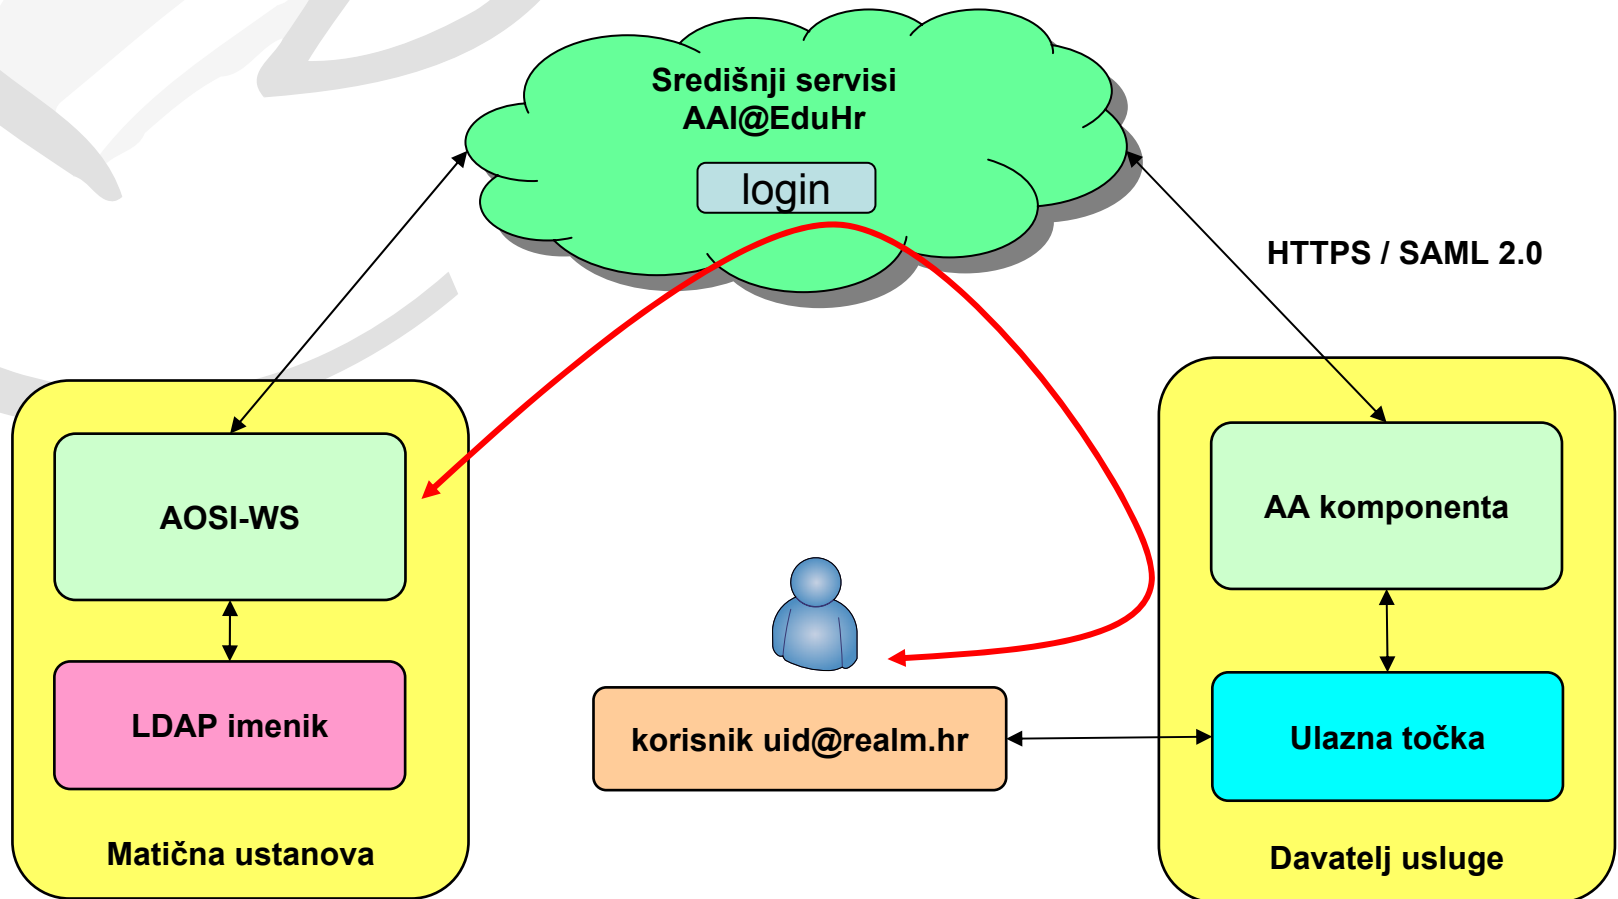 Središnji servisi
AAI@EduHr
login
HTTPS / SAML 2.0
AOSI-WS
AA komponenta
LDAP imenik
korisnik uid@realm.hr
Ulazna točka
Matična ustanova
Davatelj usluge